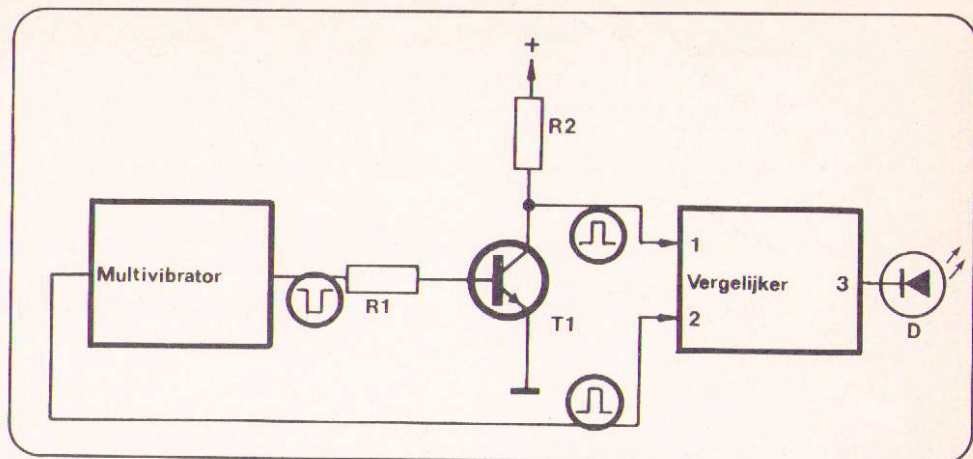 +
R2
Multivibrator
R1
T1
1
Vergelijker
3
2
D